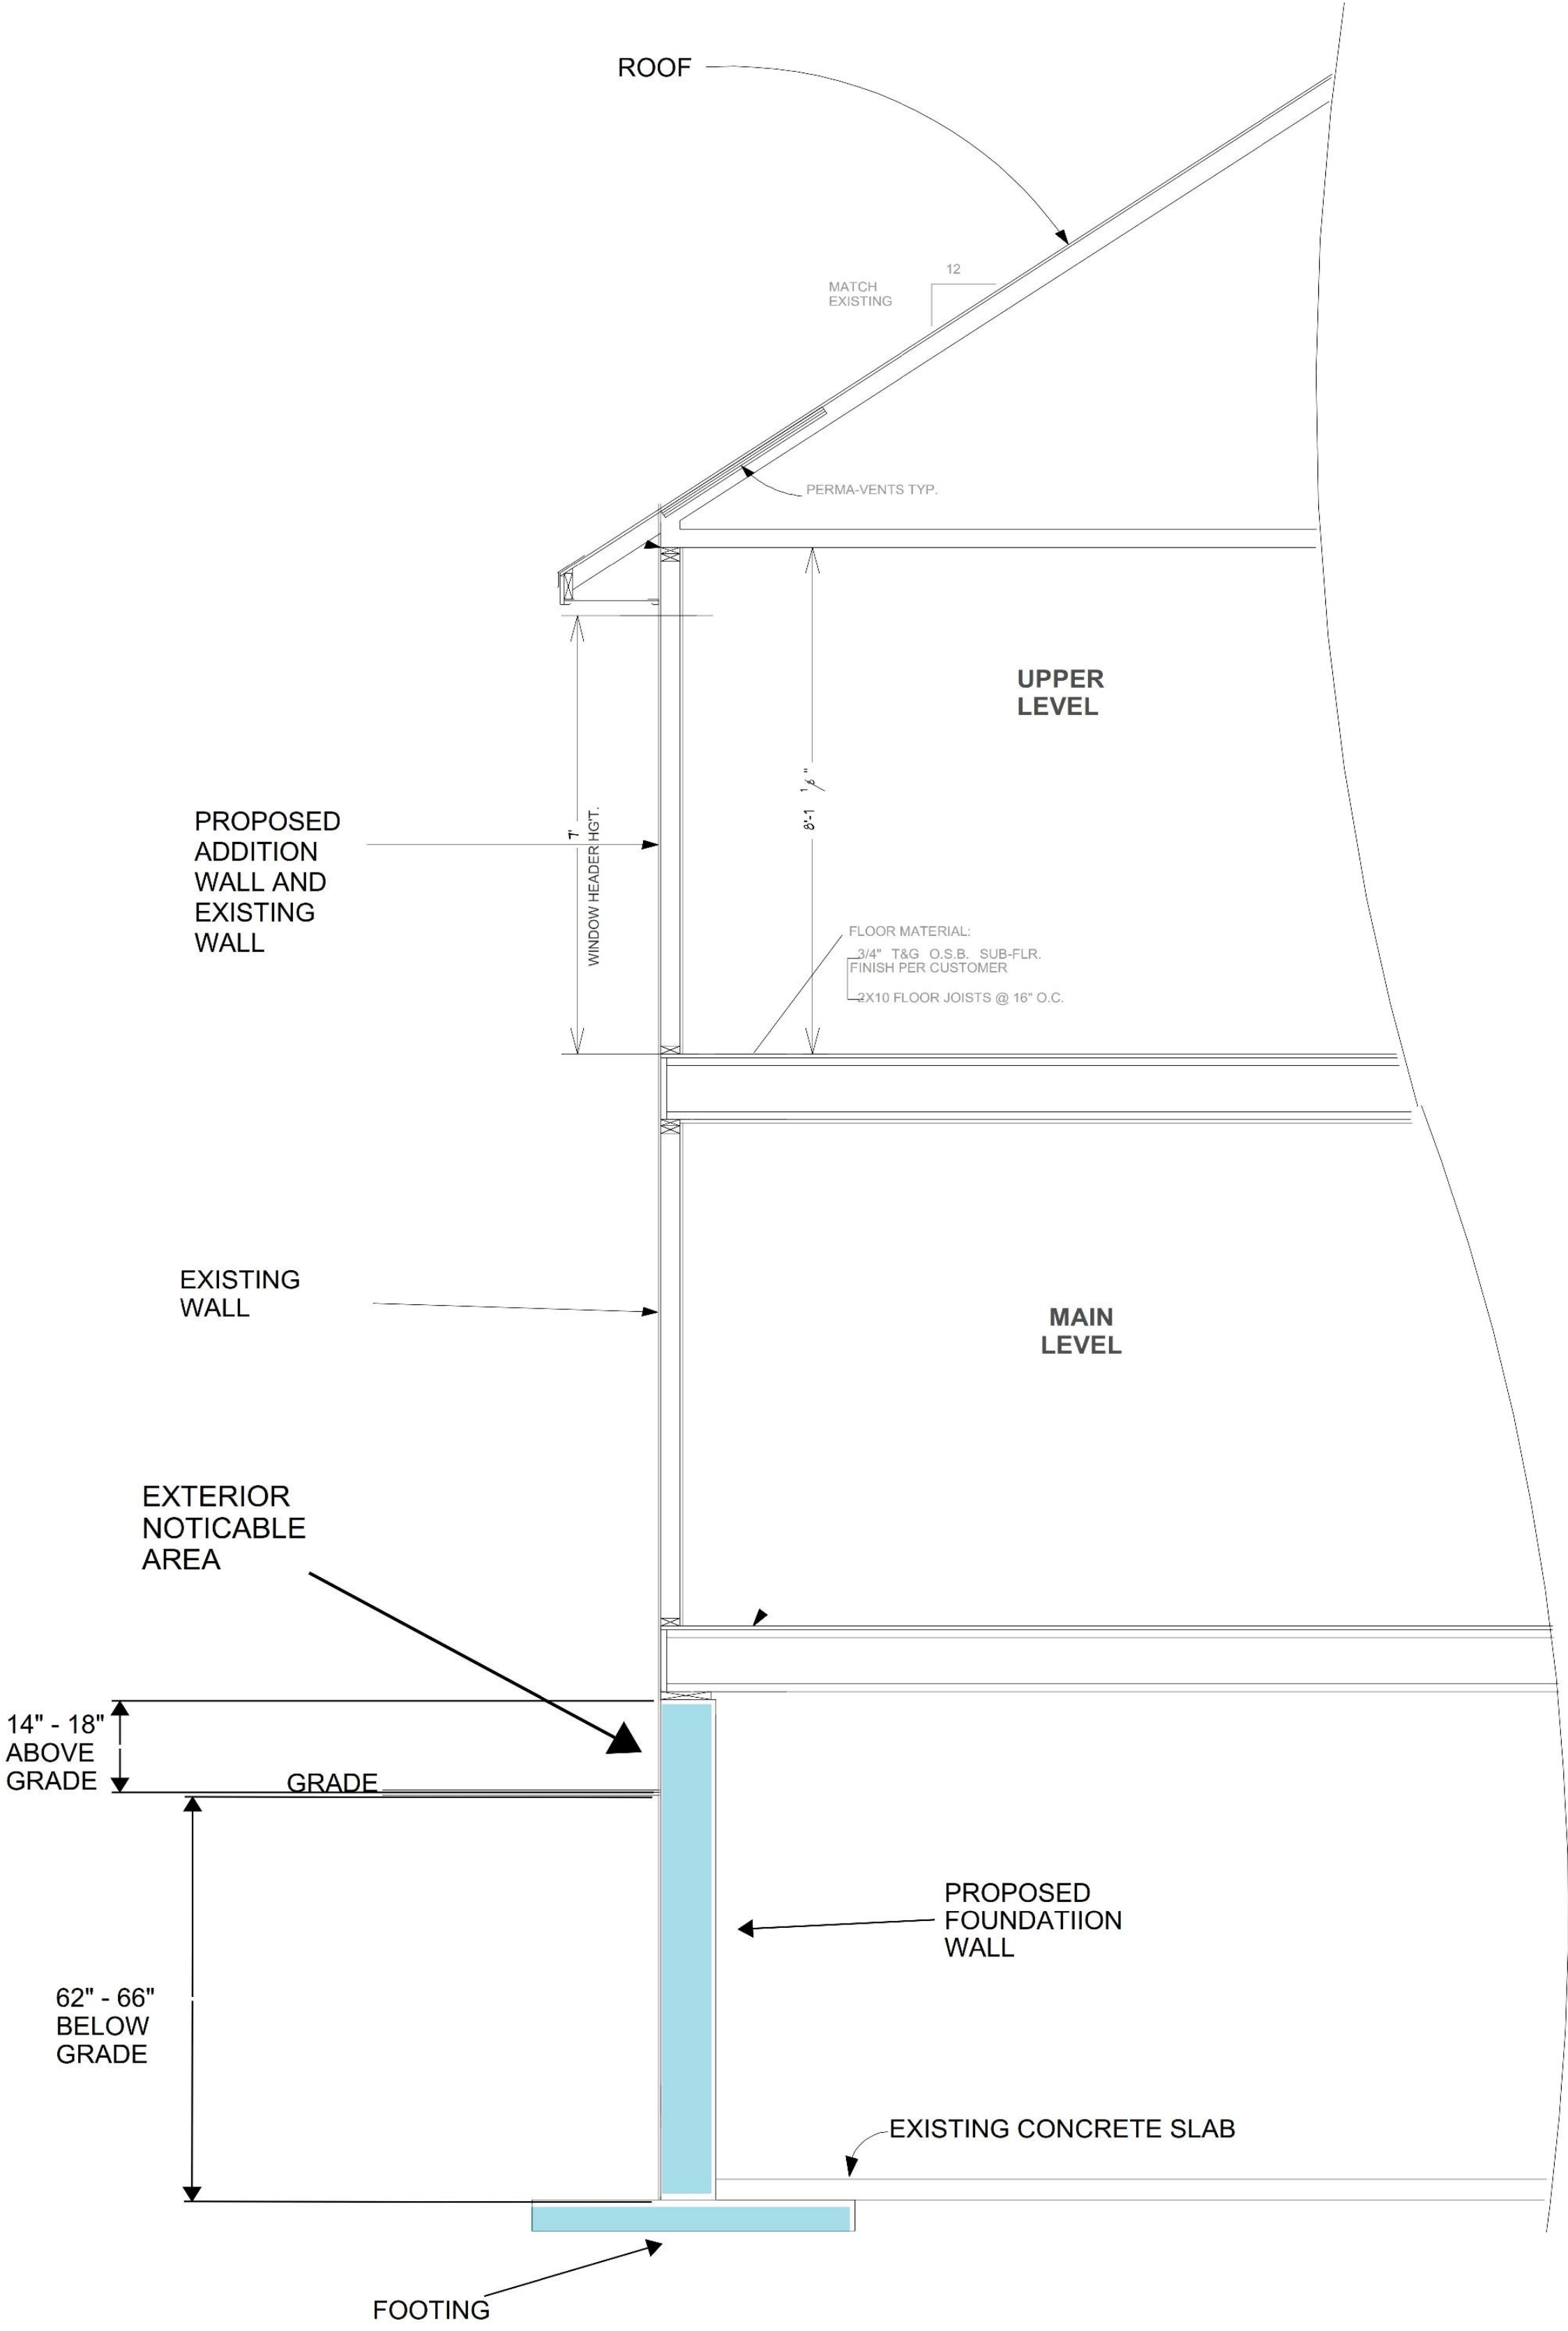 ROOF
12
MATCH
EXISTING
PERMA-VENTS TYP.
UPPER
LEVEL
PROPOSED
ADDITION
WALL AND
EXISTING
WALL
7'
WINDOW HEADER HG'T.
8'-1 1/8 "
FLOOR MATERIAL:
3/4" T&G O.S.B. SUB-FLR.
FINISH PER CUSTOMER
2X10 FLOOR JOISTS @ 16" O.C.
EXISTING
WALL
MAIN
LEVEL
EXTERIOR
NOTICABLE
AREA
14" - 18"
ABOVE
GRADE
GRADE
PROPOSED
FOUNDATIION
WALL
62" - 66"
BELOW
GRADE
EXISTING CONCRETE SLAB
FOOTING